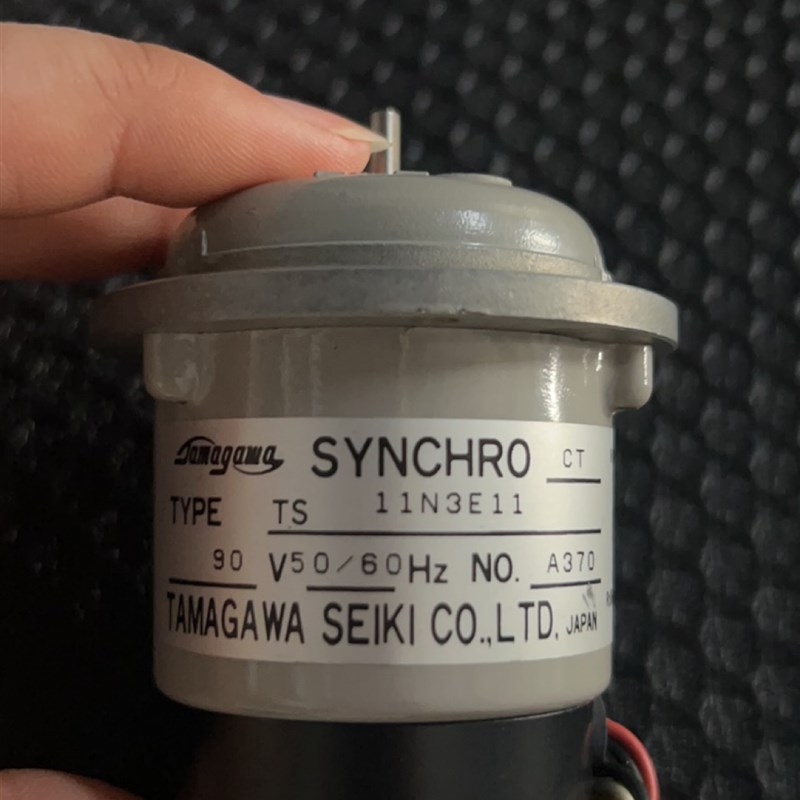 Tamagawa SYNCHRO CT
TYPE TS 11N3E11
90 V50/60Hz NO. A370
TAMAGAWA SEIKI CO.,LTD. JAPAN